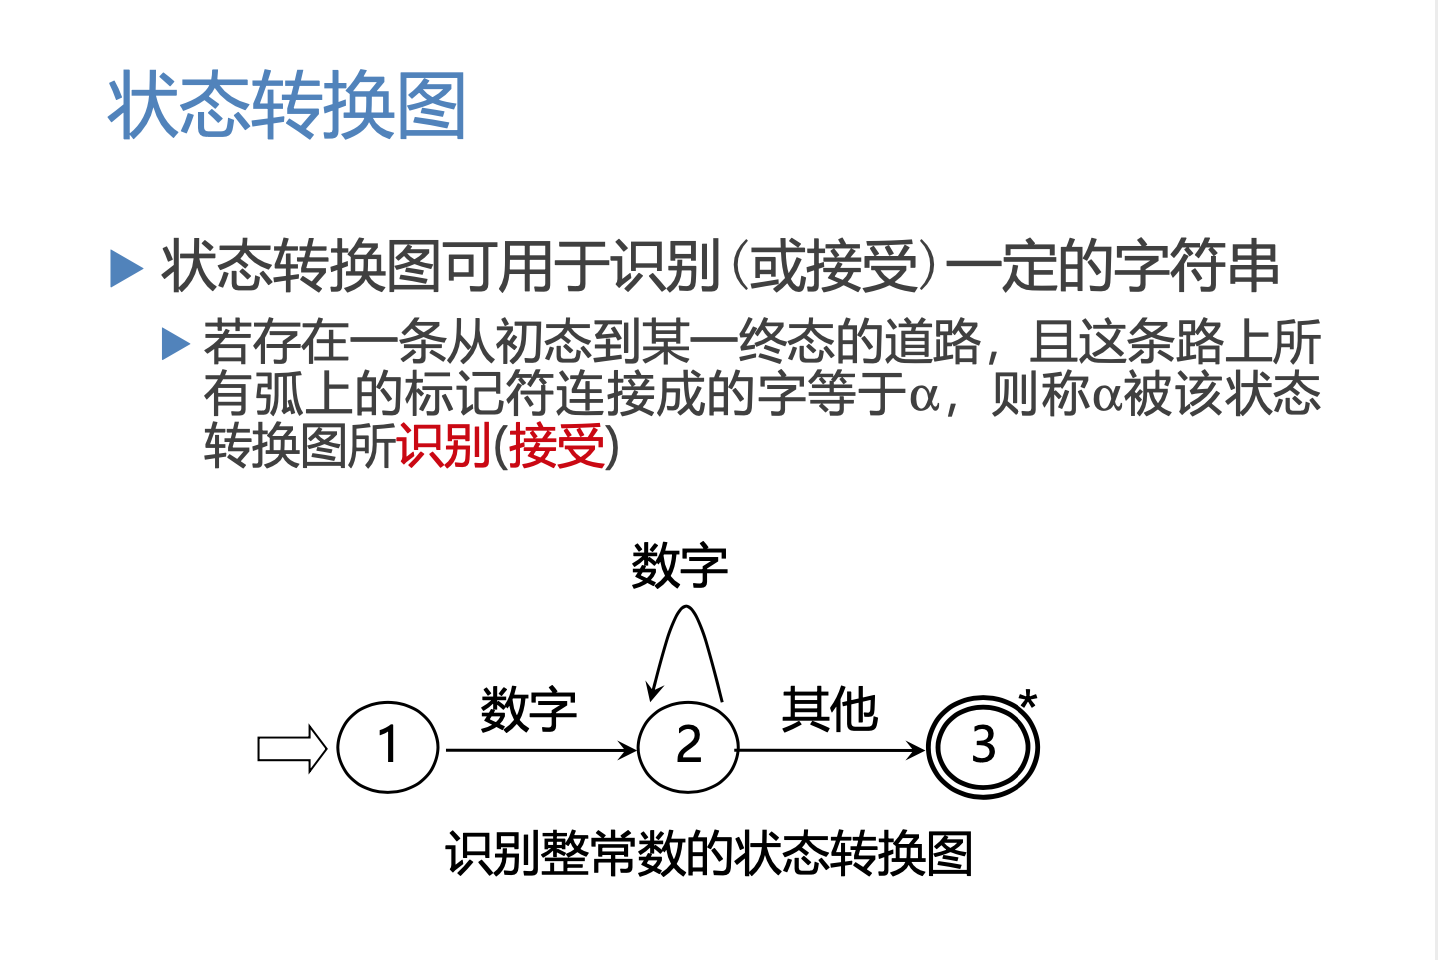 状态转换图
状态转换图可用于识别(或接受)一定的字符串
若存在一条从初态到某一终态的道路，且这条路上所
有弧上的标记符连接成的字等于α，则称α被该状态
转换图所识别(接受)
数字
数字
其他
*
1
2
3
识别整常数的状态转换图